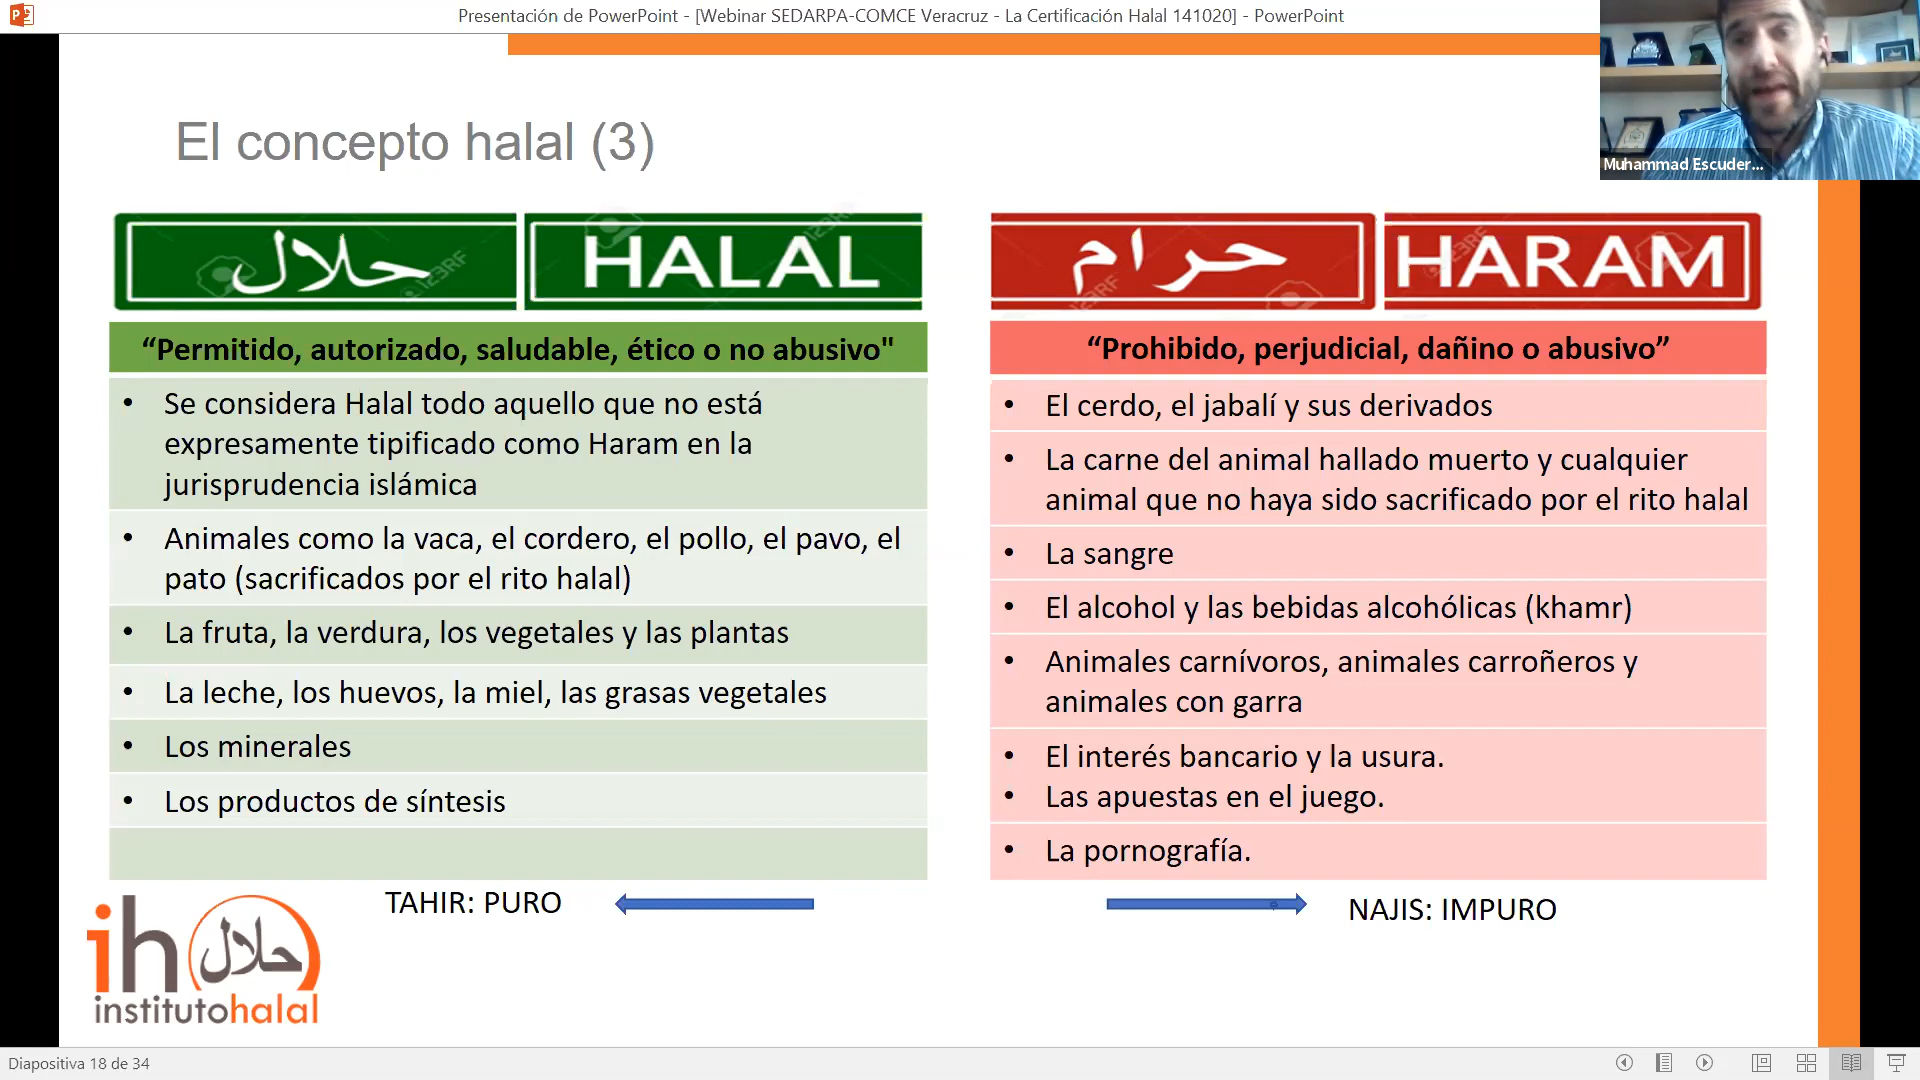 Presentación de PowerPoint - [Webinar SEDARPA-COMCE Veracruz - La Certificación Halal 141020] - PowerPoint
Muhammad Escuder...
El concepto halal (3)
حلال
HALAL
“Permitido, autorizado, saludable, ético o no abusivo"
• Se considera Halal todo aquello que no está
expresamente tipificado como Haram en la
jurisprudencia islámica
• Animales como la vaca, el cordero, el pollo, el pavo, el
pato (sacrificados por el rito halal)
• La fruta, la verdura, los vegetales y las plantas
• La leche, los huevos, la miel, las grasas vegetales
• Los minerales
• Los productos de síntesis
TAHIR: PURO
حرام
HARAM
“Prohibido, perjudicial, dañino o abusivo”
• El cerdo, el jabalí y sus derivados
• La carne del animal hallado muerto y cualquier
animal que no haya sido sacrificado por el rito halal
• La sangre
• El alcohol y las bebidas alcohólicas (khamr)
• Animales carnívoros, animales carroñeros y
animales con garra
• El interés bancario y la usura.
• Las apuestas en el juego.
• La pornografía.
NAJIS: IMPURO
ih حلال
institutohalal
Diapositiva 18 de 34
123RF
123RF
123RF
123RF